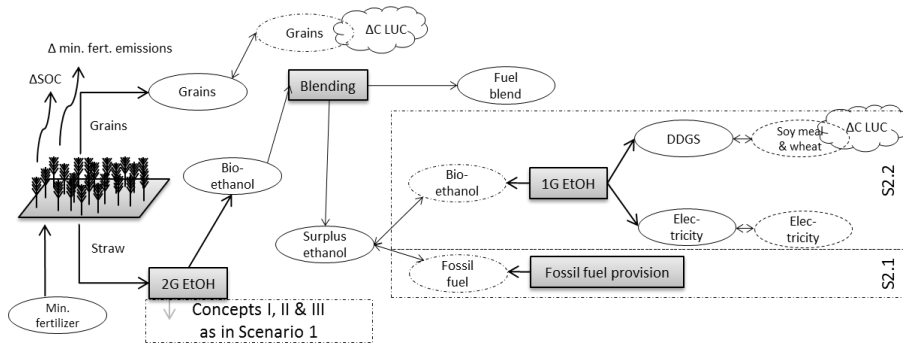 Δ min. fert. emissions
ΔSOC
Grains
Grains
Grains
ΔC LUC
Blending
Fuel
blend
Straw
Min.
fertilizer
2G EtOH
Bio-
ethanol
Surplus
ethanol
Concepts I, II & III
as in Scenario 1
Bio-
ethanol
1G EtOH
DDGS
Soy meal
& wheat
ΔC LUC
Elec-
tricity
Elec-
tricity
S2.2
Fossil
fuel
Fossil fuel provision
S2.1